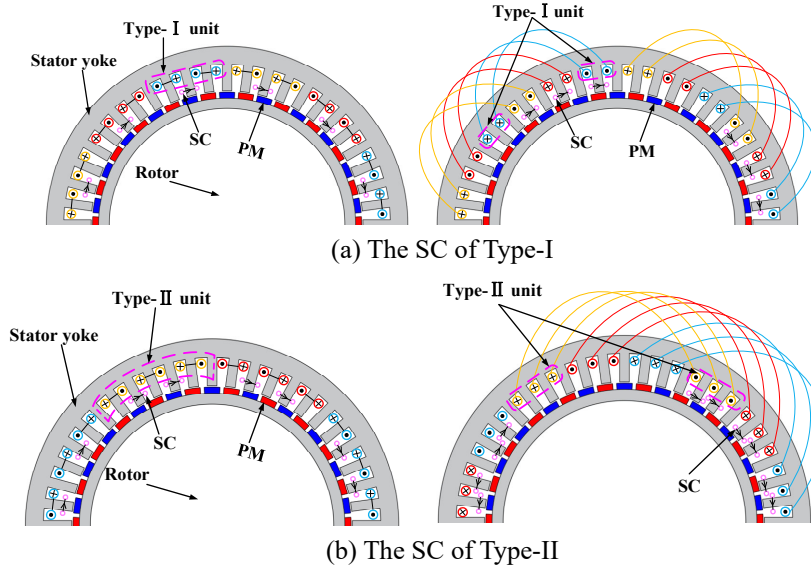 Type-Ⅰ unit
Stator yoke
SC
PM
Rotor
Type-Ⅰ unit
SC
PM
(a) The SC of Type-I
Type-Ⅱ unit
Stator yoke
SC
PM
Rotor
Type-Ⅱ unit
SC
(b) The SC of Type-II